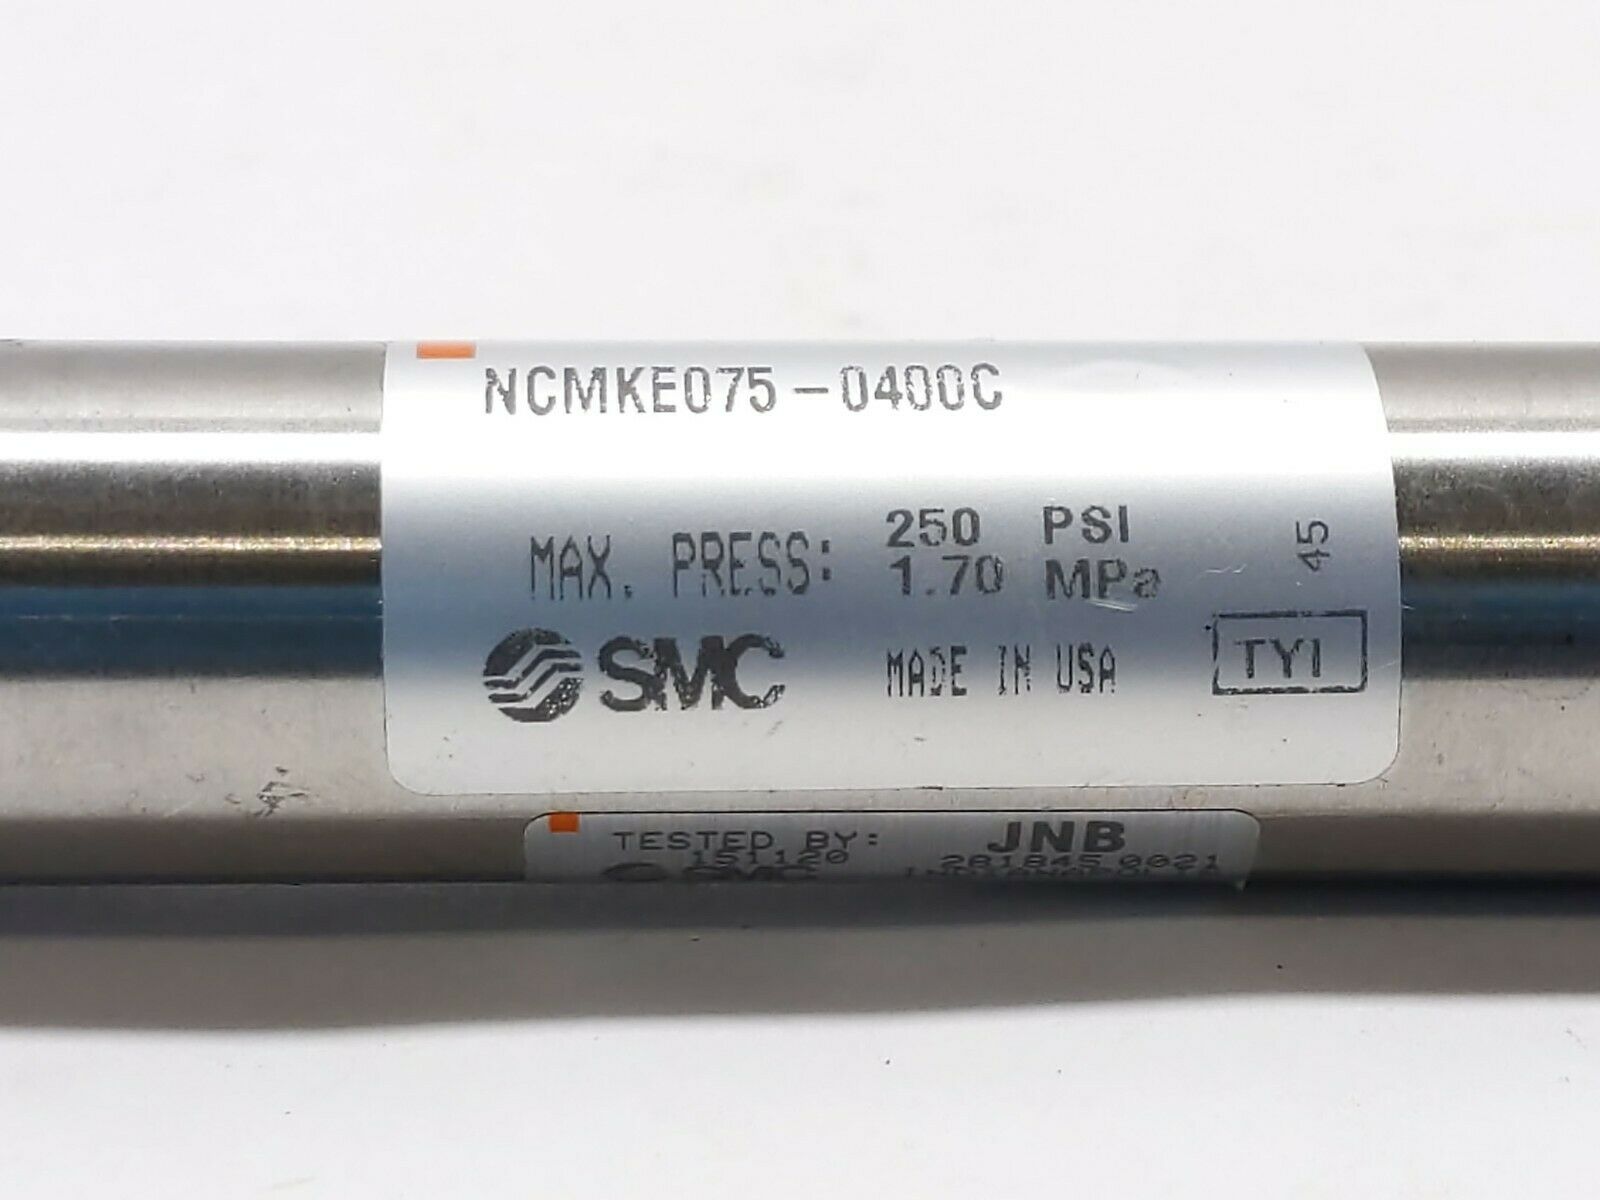 NCMKE075-0400C
MAX. PRESS: 250 PSI
1.70 MPa
45
SMC MADE IN USA TYI
TESTED BY: JNB
151120 281845.0021
SMC